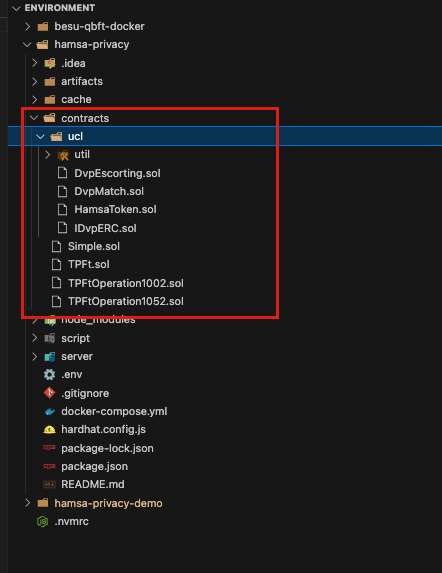 ENVIRONMENT
besu-qbft-docker
hamsa-privacy
.idea
artifacts
cache
contracts
ucl
util
DvpEscorting.sol
DvpMatch.sol
HamsaToken.sol
IDvpERC.sol
Simple.sol
TPFt.sol
TPFtOperation1002.sol
TPFtOperation1052.sol
node_modules
script
server
.env
.gitignore
docker-compose.yml
hardhat.config.js
package-lock.json
package.json
README.md
hamsa-privacy-demo
.nvmrc